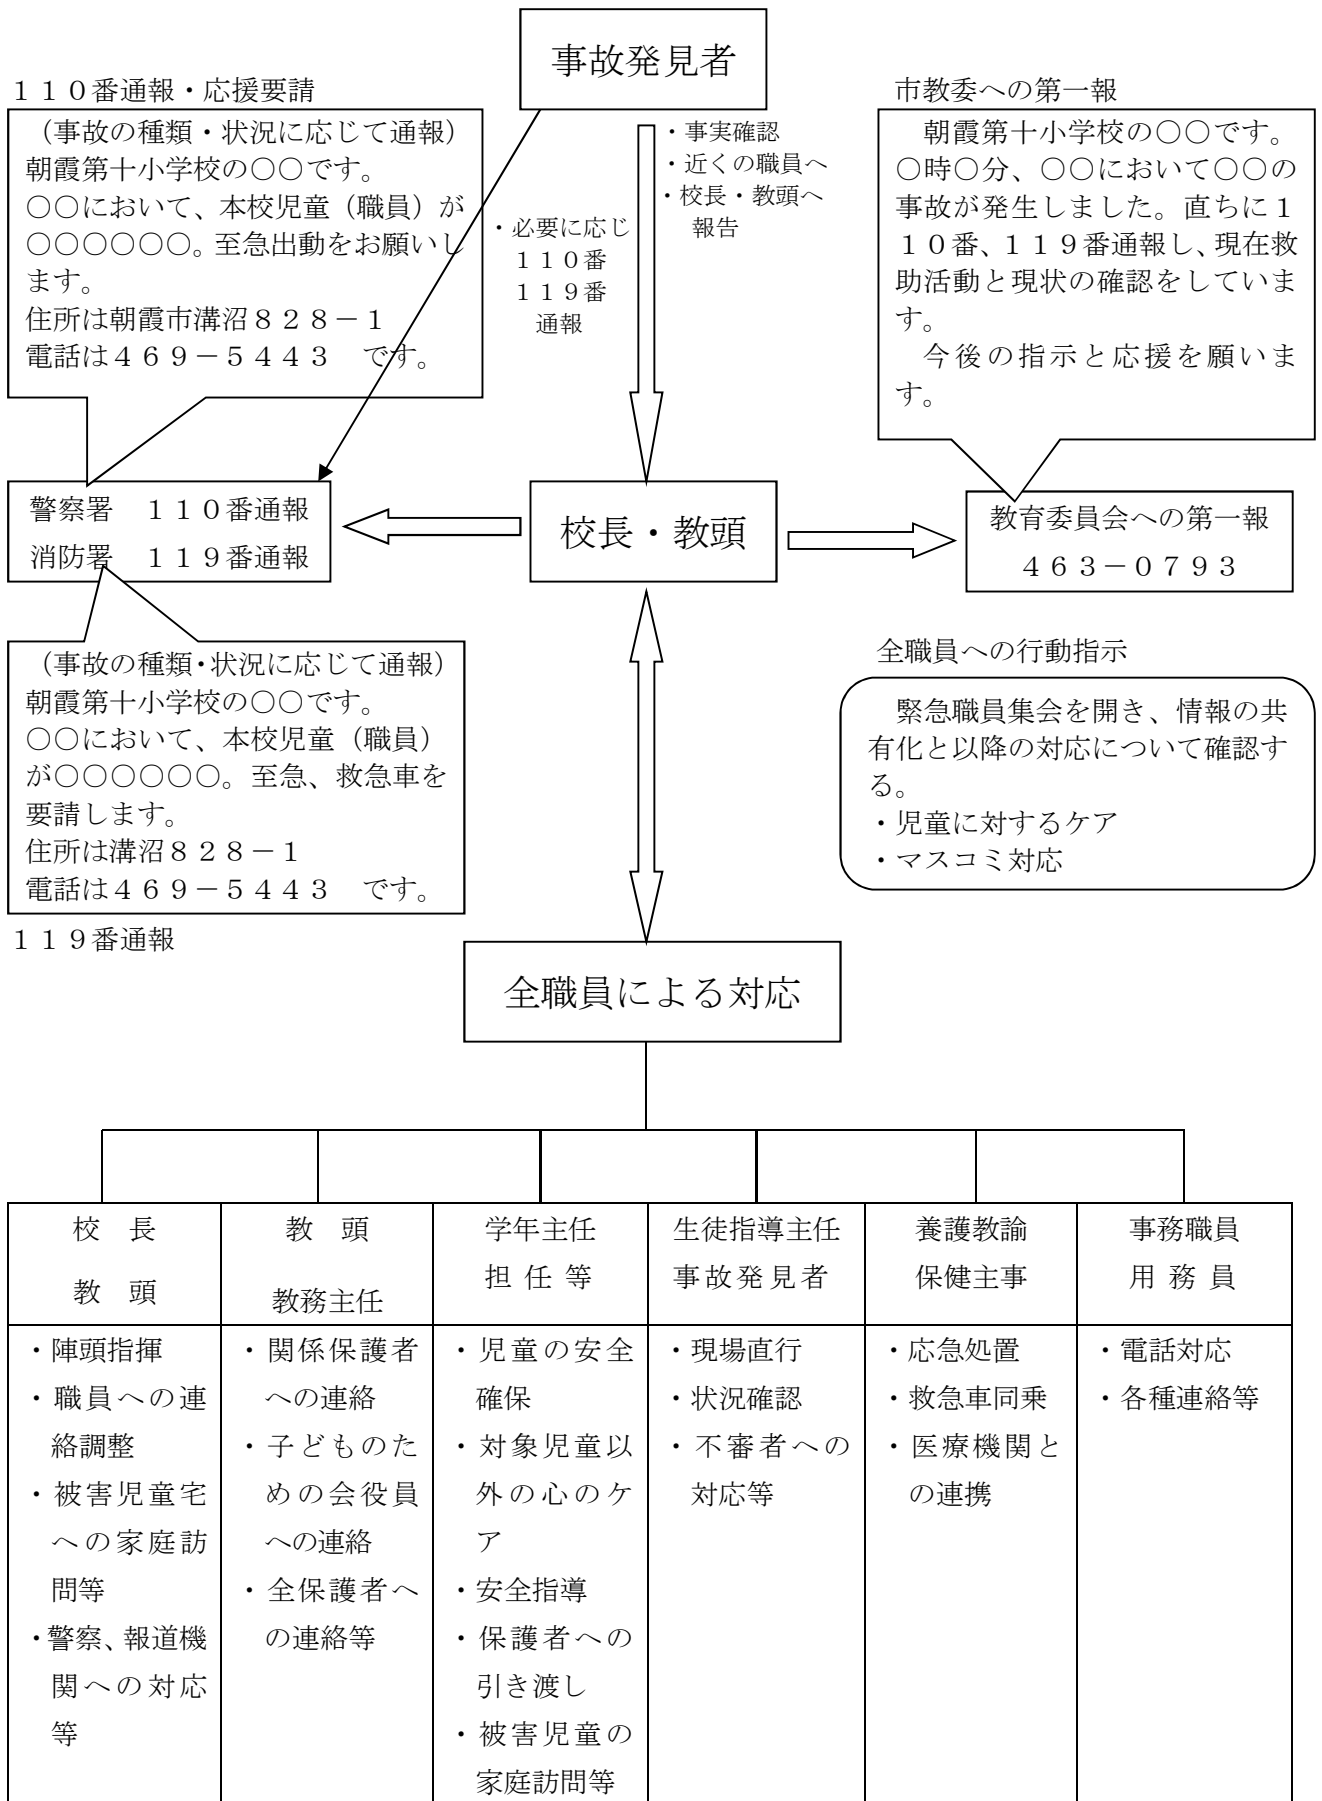 事故発見者
１１０番通報・応援要請
（事故の種類・状況に応じて通報）
朝霞第十小学校の○○です。
○○において、本校児童（職員）が
○○○○○○。至急出動をお願いし
ます。
住所は朝霞市溝沼８２８－１
電話は４６９－５４４３　です。
・事実確認
・近くの職員へ
・校長・教頭へ
報告
・必要に応じ
１１０番
１１９番
通報
市教委への第一報
朝霞第十小学校の○○です。
○時○分、○○において○○の
事故が発生しました。直ちに１
１０番、１１９番通報し、現在救
助活動と現状の確認をしていま
す。
今後の指示と応援を願いま
す。
警察署　１１０番通報
消防署　１１９番通報
校長・教頭
教育委員会への第一報
４６３－０７９３
（事故の種類・状況に応じて通報）
朝霞第十小学校の○○です。
○○において、本校児童（職員）
が○○○○○○。至急、救急車を
要請します。
住所は溝沼８２８－１
電話は４６９－５４４３　です。
１１９番通報
全職員への行動指示
緊急職員集会を開き、情報の共
有化と以降の対応について確認す
る。
・児童に対するケア
・マスコミ対応
全職員による対応
校　長
教　頭
・陣頭指揮
・職員への連
絡調整
・被害児童宅
への家庭訪
問等
・警察、報道機
関への対応
等
教　頭
教務主任
・関係保護者
への連絡
・子どものた
めの会役員
への連絡
・全保護者へ
の連絡等
学年主任
担 任 等
・児童の安全
確保
・対象児童以
外の心のケ
ア
・安全指導
・保護者への
引き渡し
・被害児童の
家庭訪問等
生徒指導主任
事故発見者
・現場直行
・状況確認
・不審者への
対応等
養護教諭
保健主事
・応急処置
・救急車同乗
・医療機関と
の連携
事務職員
用 務 員
・電話対応
・各種連絡等